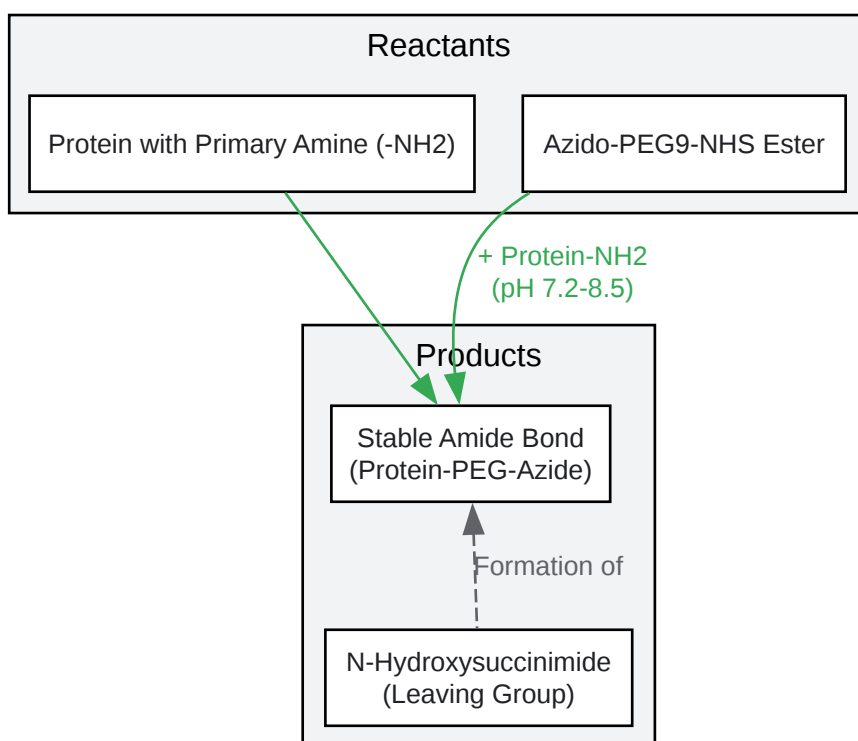 Reactants
Protein with Primary Amine (-NH2)
Azido-PEG9-NHS Ester
+ Protein-NH2
(pH 7.2-8.5)
Products
Stable Amide Bond
(Protein-PEG-Azide)
Formation of
N-Hydroxysuccinimide
(Leaving Group)